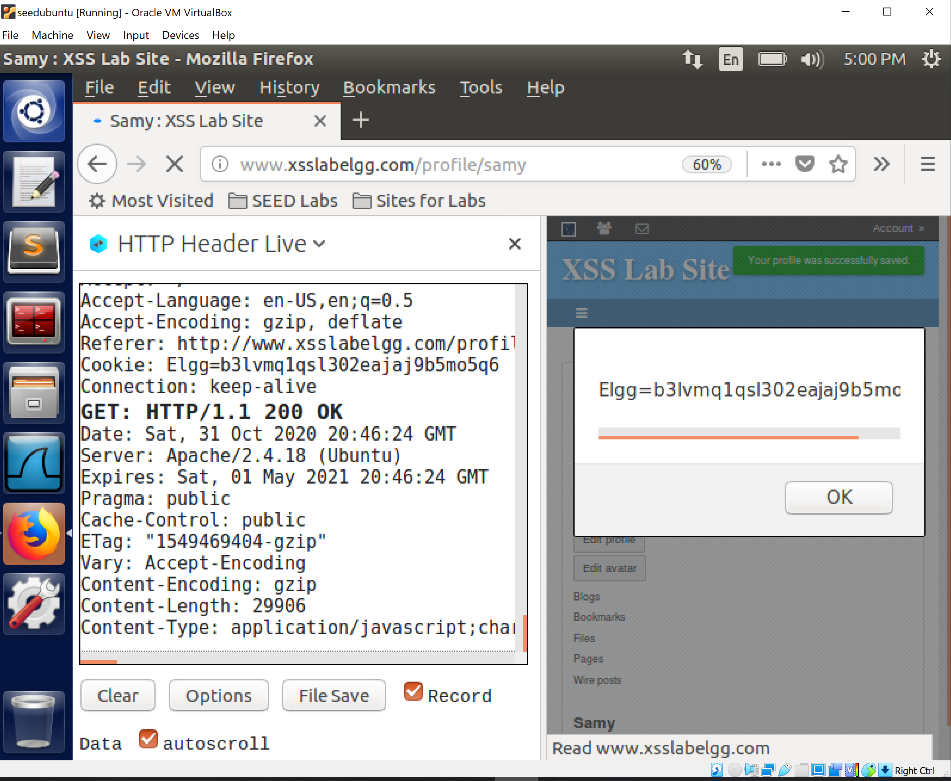 seedubuntu [Running] - Oracle VM VirtualBox
File Machine View Input Devices Help
Samy : XSS Lab Site - Mozilla Firefox
En
5:00 PM
File Edit View History Bookmarks Tools Help
Samy : XSS Lab Site
www.xsslabelgg.com/profile/samy
60%
Most Visited
SEED Labs
Sites for Labs
HTTP Header Live
Accept-Language: en-US,en;q=0.5
Accept-Encoding: gzip, deflate
Referer: http://www.xsslabelgg.com/profil
Cookie: Elgg=b3lvmq1qsl302eajaj9b5mo5q6
Connection: keep-alive
GET: HTTP/1.1 200 OK
Date: Sat, 31 Oct 2020 20:46:24 GMT
Server: Apache/2.4.18 (Ubuntu)
Expires: Sat, 01 May 2021 20:46:24 GMT
Pragma: public
Cache-Control: public
ETag: "1549469404-gzip"
Vary: Accept-Encoding
Content-Encoding: gzip
Content-Length: 29906
Content-Type: application/javascript;char
Clear
Options
File Save
Record
Data
autoscroll
Account »
XSS Lab Site
Your profile was successfully saved.
Elgg=b3lvmq1qsl302eajaj9b5mo
OK
Edit profile
Edit avatar
Blogs
Bookmarks
Files
Pages
Wire posts
Samy
Read www.xsslabelgg.com
Right Ctrl